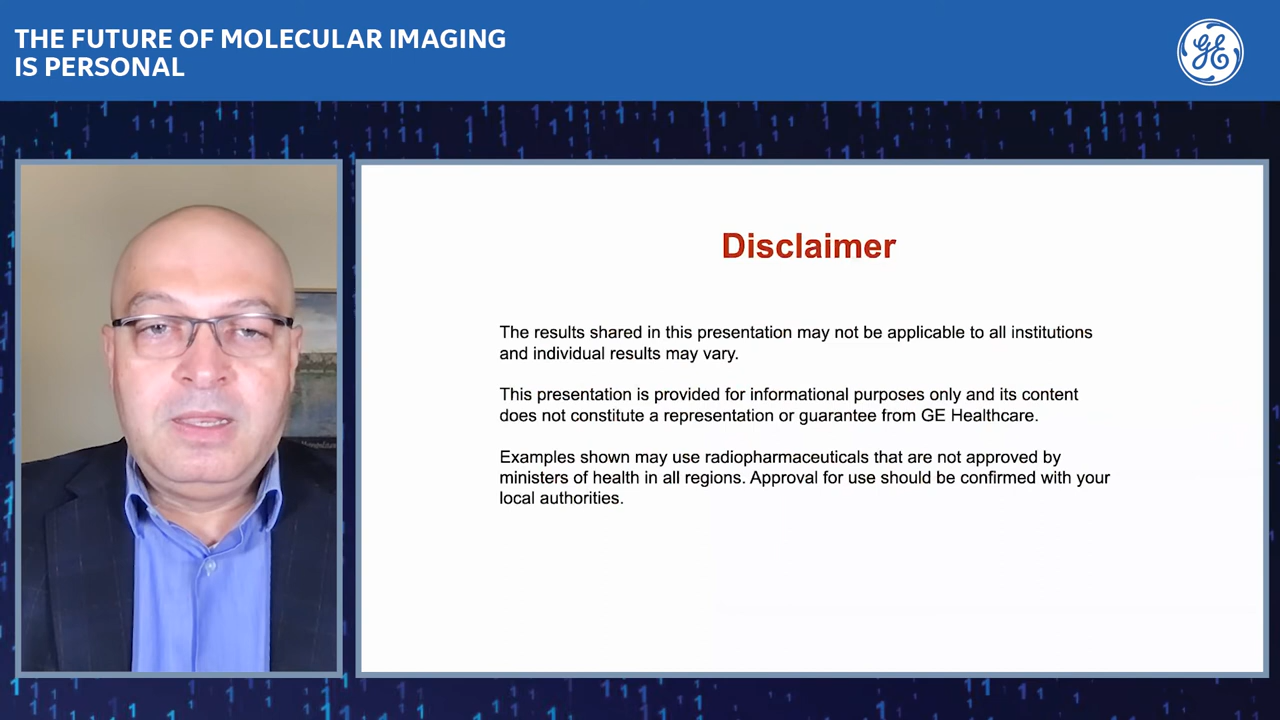 THE FUTURE OF MOLECULAR IMAGING
IS PERSONAL
GE
Disclaimer
The results shared in this presentation may not be applicable to all institutions
and individual results may vary.
This presentation is provided for informational purposes only and its content
does not constitute a representation or guarantee from GE Healthcare.
Examples shown may use radiopharmaceuticals that are not approved by
ministers of health in all regions. Approval for use should be confirmed with your
local authorities.